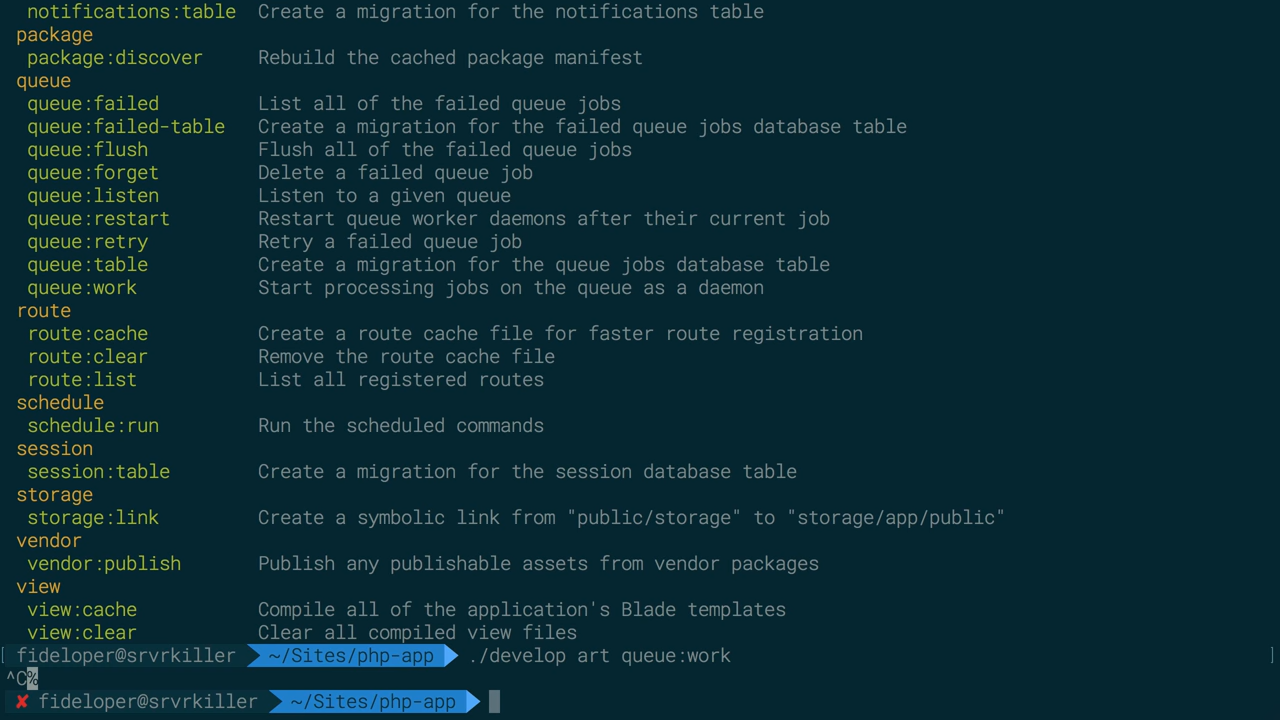 notifications:table  Create a migration for the notifications table
package
package:discover     Rebuild the cached package manifest
queue
queue:failed         List all of the failed queue jobs
queue:failed-table   Create a migration for the failed queue jobs database table
queue:flush          Flush all of the failed queue jobs
queue:forget         Delete a failed queue job
queue:listen         Listen to a given queue
queue:restart        Restart queue worker daemons after their current job
queue:retry          Retry a failed queue job
queue:table          Create a migration for the queue jobs database table
queue:work           Start processing jobs on the queue as a daemon
route
route:cache          Create a route cache file for faster route registration
route:clear          Remove the route cache file
route:list           List all registered routes
schedule
schedule:run         Run the scheduled commands
session
session:table        Create a migration for the session database table
storage
storage:link         Create a symbolic link from "public/storage" to "storage/app/public"
vendor
vendor:publish       Publish any publishable assets from vendor packages
view
view:cache           Compile all of the application's Blade templates
view:clear           Clear all compiled view files
[ fideloper@srvrkiller ~/Sites/php-app ./develop art queue:work ]
^C%
✘ fideloper@srvrkiller ~/Sites/php-app